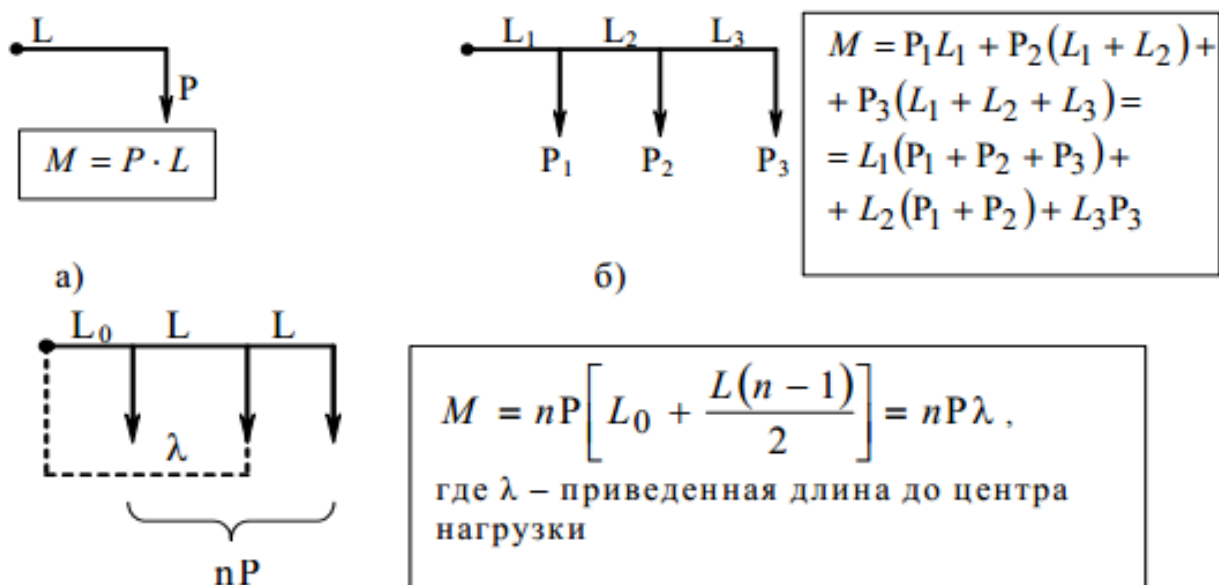 L
P
M = P · L
L₁ L₂ L₃
P₁ P₂ P₃
M = P₁L₁ + P₂(L₁ + L₂) +
+ P₃(L₁ + L₂ + L₃) =
= L₁(P₁ + P₂ + P₃) +
+ L₂(P₁ + P₂) + L₃P₃
а)
б)
L₀ L L
λ
nP
M = nP[L₀ + L(n − 1)/2] = nPλ ,
где λ – приведенная длина до центра
нагрузки